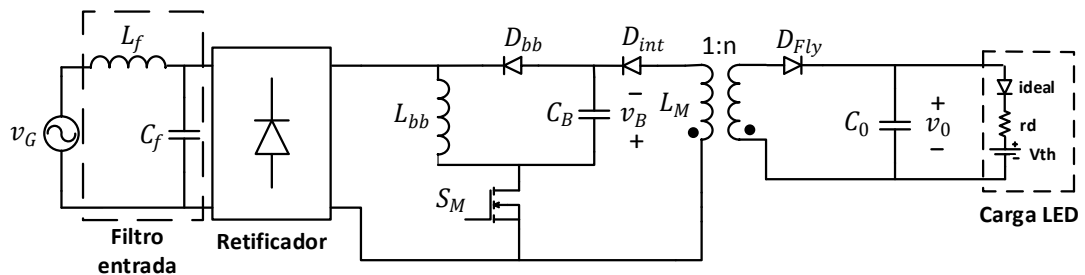 L_f
D_bb
D_int
1:n
D_Fly
v_G
C_f
L_bb
C_B
−
v_B
+
L_M
C_0
+
v_0
−
ideal
rd
+
-
Vth
S_M
Filtro
entrada
Retificador
Carga LED